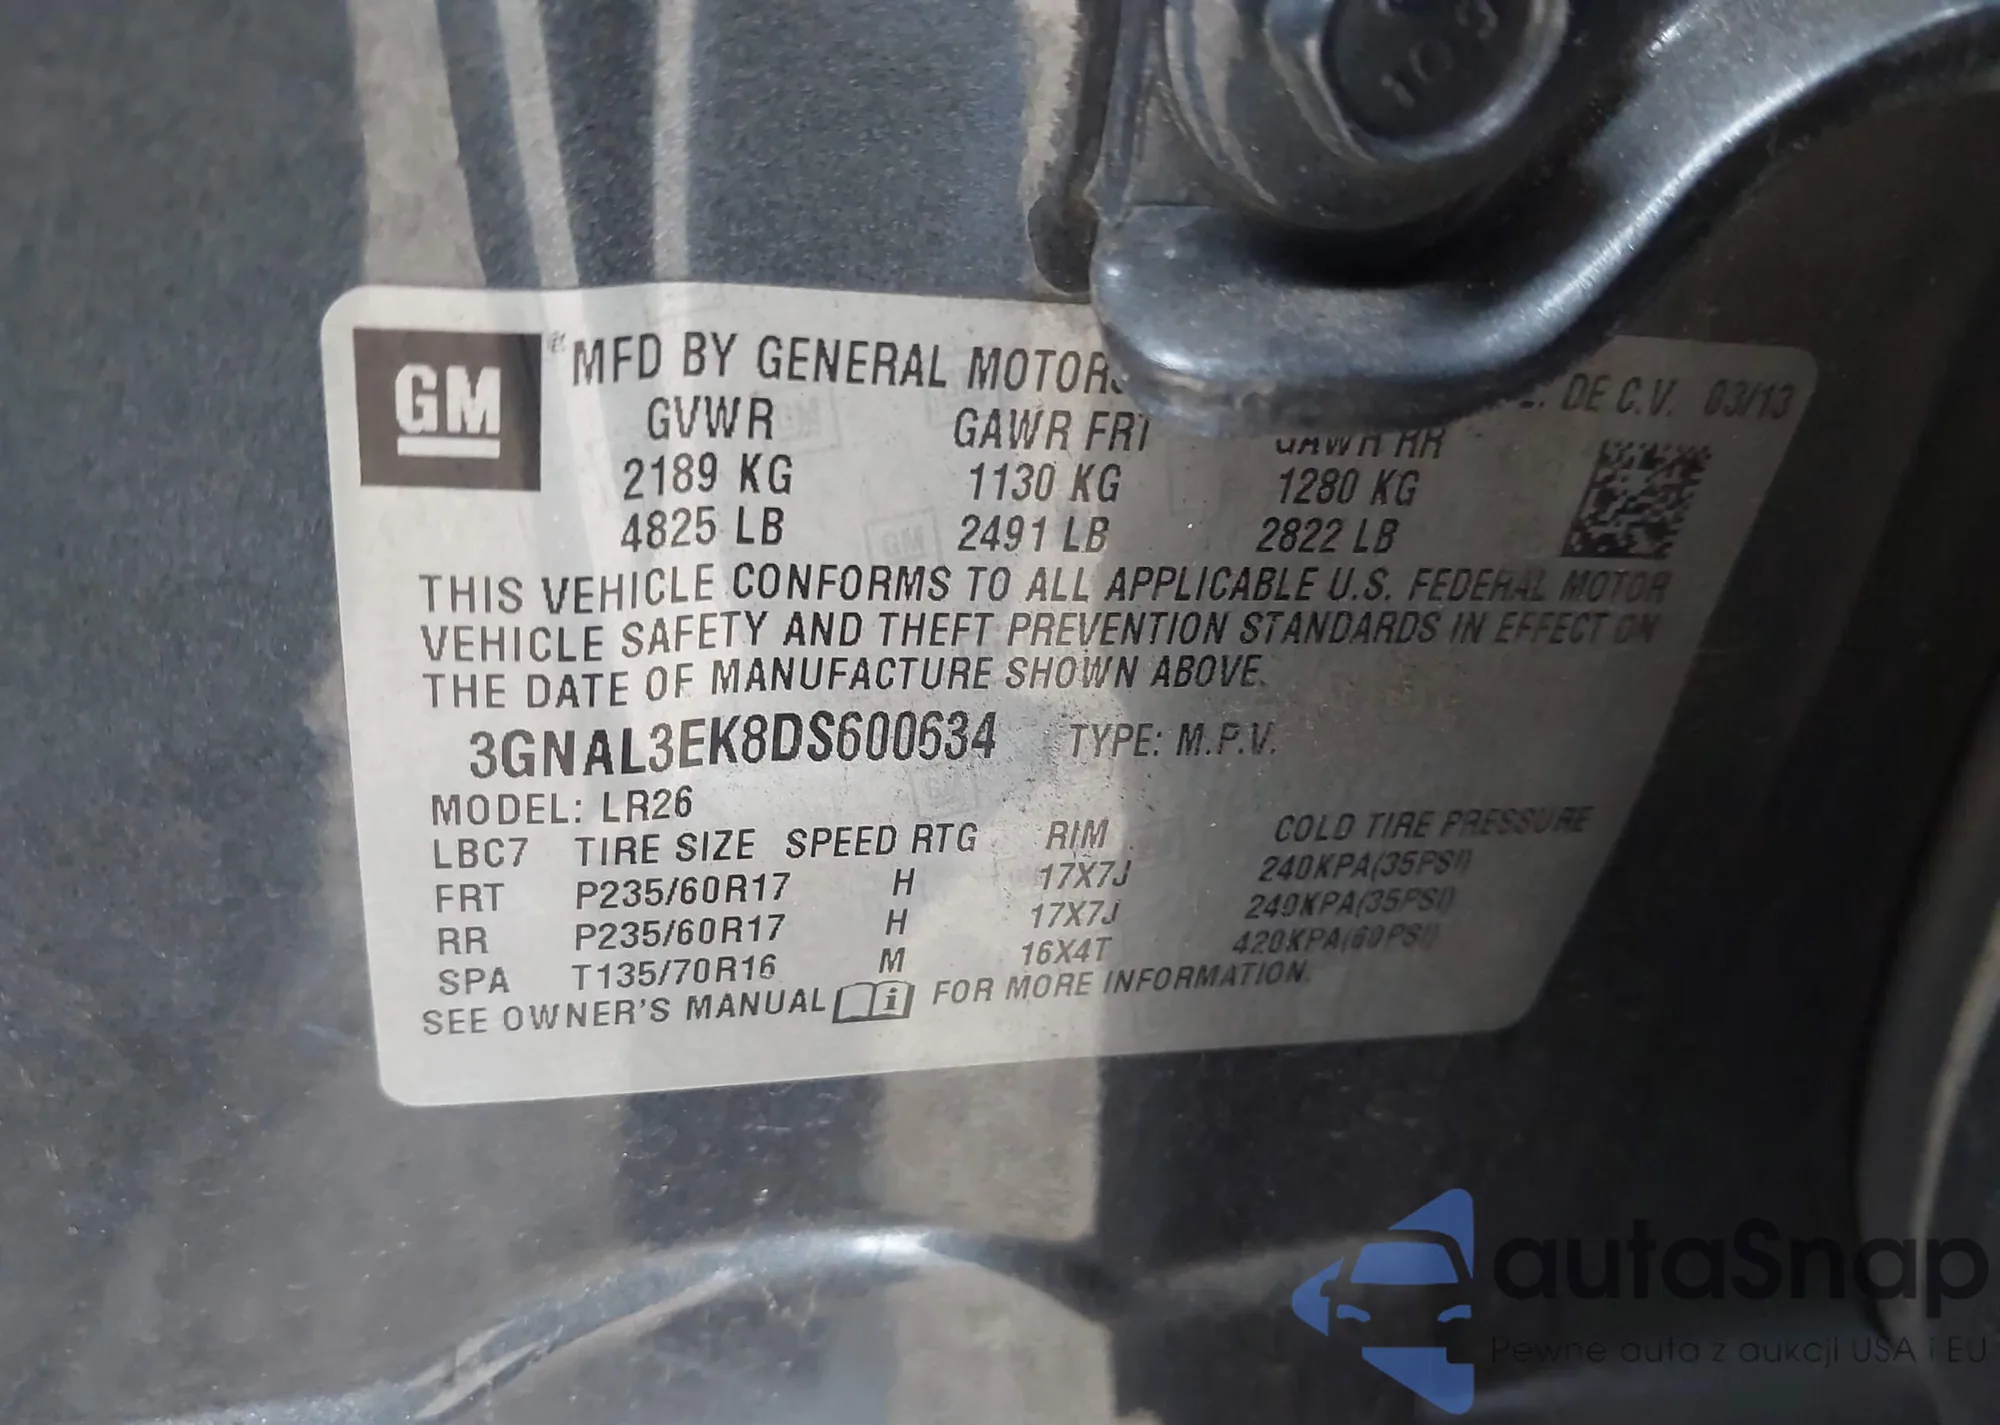 103
GM
MFD BY GENERAL MOTORS DE C.V. 03/13
GVWR GAWR FRT GAWR RR
2189 KG 1130 KG 1280 KG
4825 LB 2491 LB 2822 LB
THIS VEHICLE CONFORMS TO ALL APPLICABLE U.S. FEDERAL MOTOR
VEHICLE SAFETY AND THEFT PREVENTION STANDARDS IN EFFECT ON
THE DATE OF MANUFACTURE SHOWN ABOVE.
3GNAL3EK8DS600634 TYPE: M.P.V.
MODEL: LR26
LBC7 TIRE SIZE SPEED RTG RIM COLD TIRE PRESSURE
FRT P235/60R17 H 17X7J 240KPA(35PSI)
RR P235/60R17 H 17X7J 240KPA(35PSI)
SPA T135/70R16 M 16X4T 420KPA(60PSI)
SEE OWNER'S MANUAL i FOR MORE INFORMATION.
autaSnap
Pewne auta z aukcji USA i EU